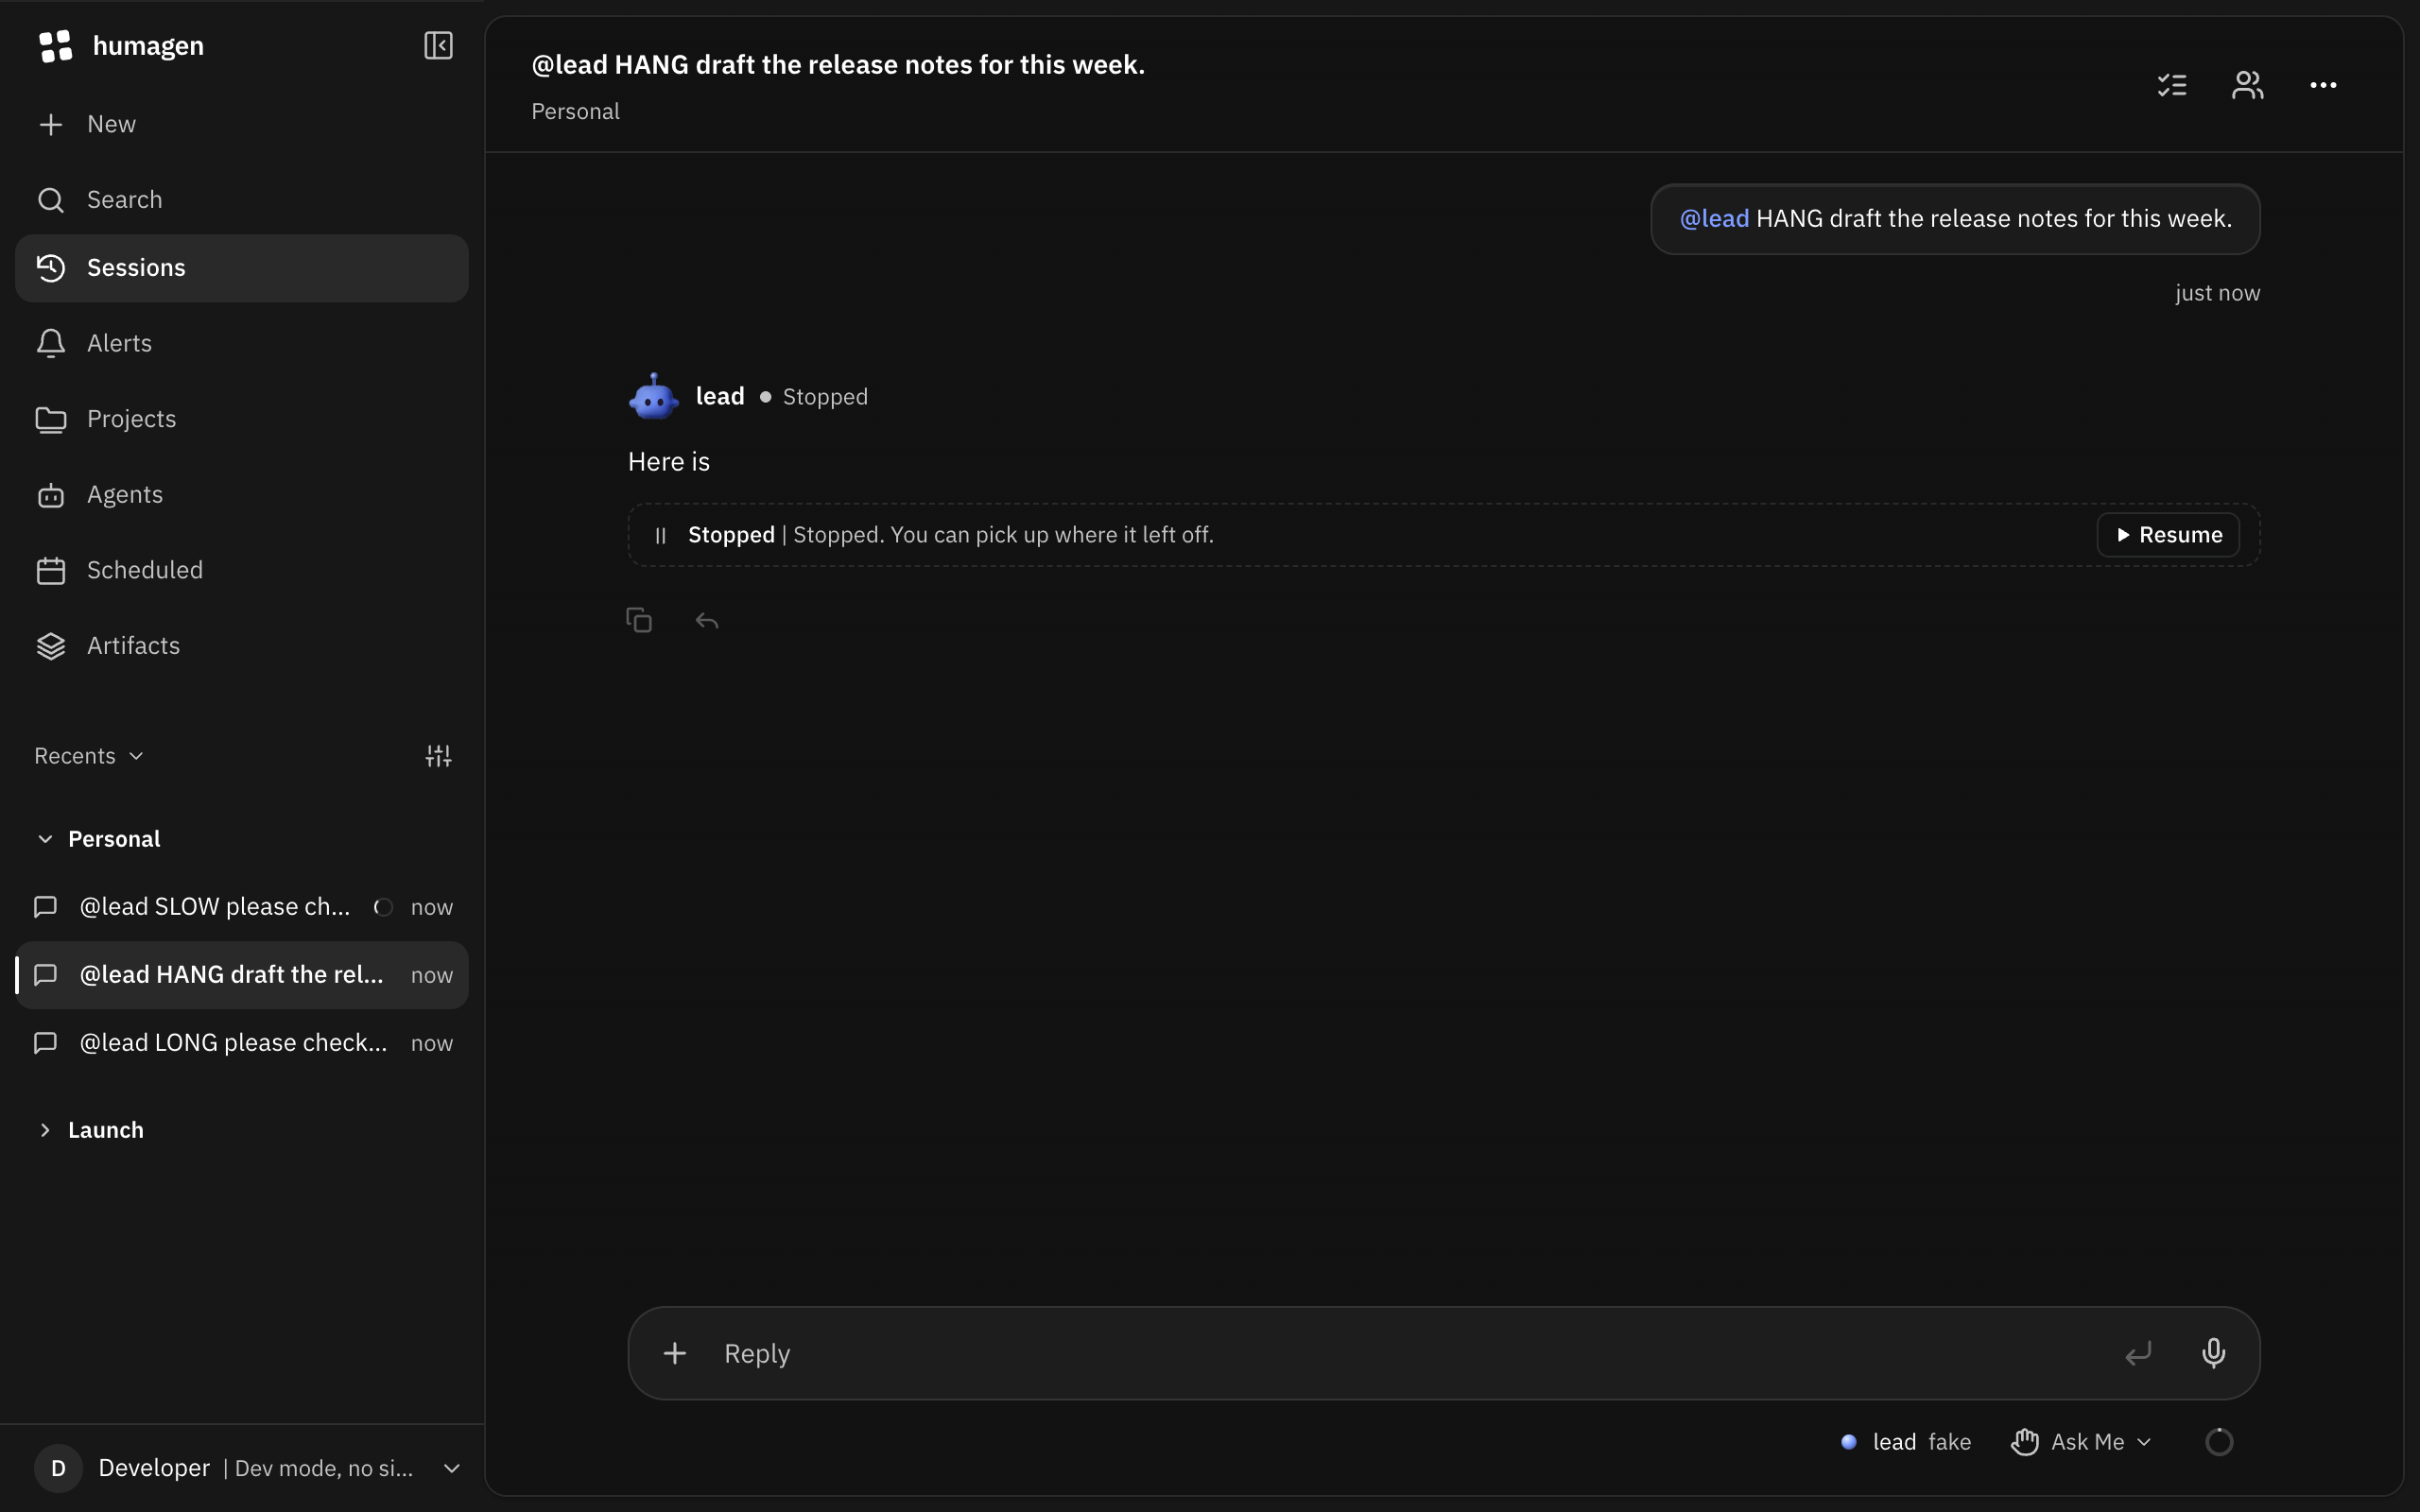 humagen
New
Search
Sessions
Alerts
Projects
Agents
Scheduled
Artifacts
Recents
Personal
@lead SLOW please ch... now
@lead HANG draft the rel... now
@lead LONG please check... now
Launch
D Developer | Dev mode, no si...
@lead HANG draft the release notes for this week.
Personal
@lead HANG draft the release notes for this week.
just now
lead Stopped
Here is
Stopped | Stopped. You can pick up where it left off. Resume
Reply
lead fake Ask Me